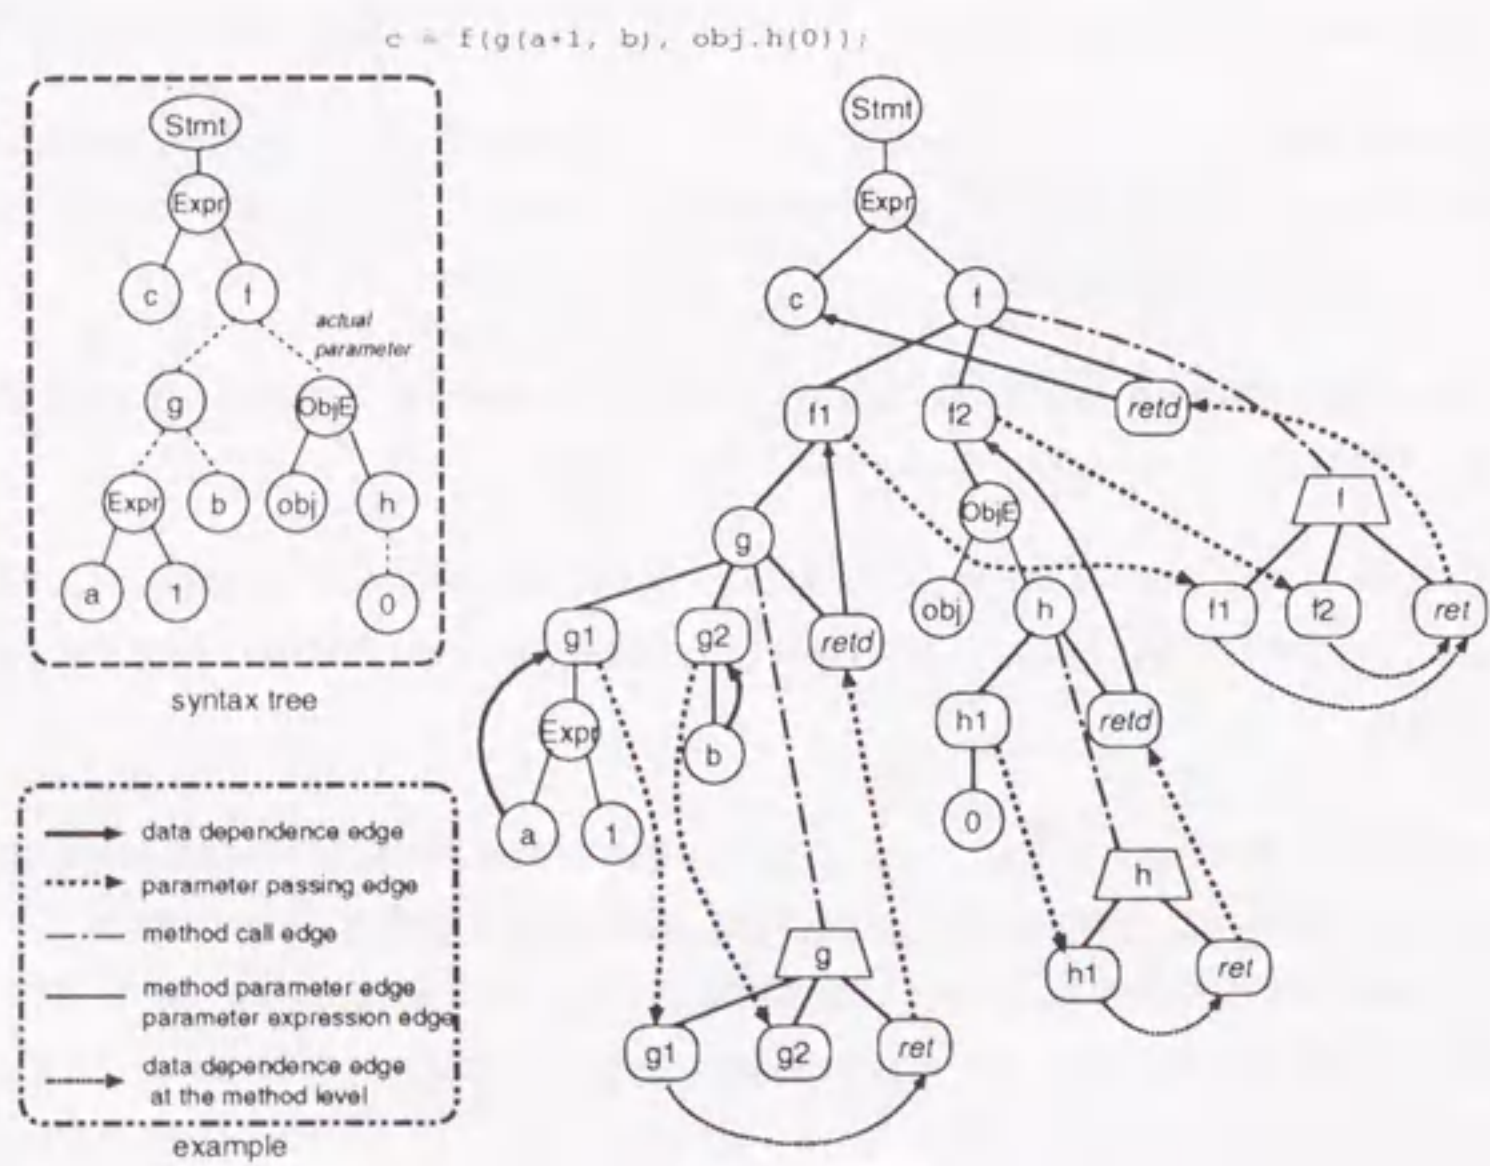 c = f(g(a+1, b), obj.h(0));
Stmt
Expr
c
f
actual
parameter
g
ObjE
Expr
b
obj
h
a
1
0
syntax tree
data dependence edge
parameter passing edge
method call edge
method parameter edge
parameter expression edge
data dependence edge
at the method level
example
Stmt
Expr
c
f
f1
f2
retd
g
ObjE
f
g1
g2
retd
obj
h
f1
f2
ret
Expr
b
h1
retd
a
1
0
h
g
h1
ret
g1
g2
ret